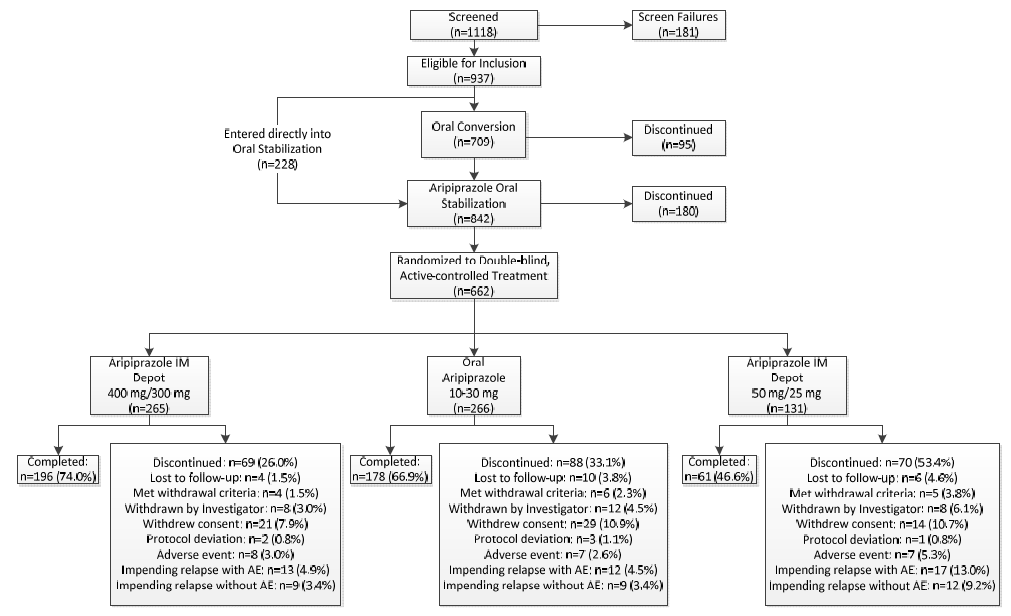 Screened
(n=1118)
Screen Failures
(n=181)
Eligible for Inclusion
(n=937)
Entered directly into
Oral Stabilization
(n=228)
Oral Conversion
(n=709)
Discontinued
(n=95)
Aripiprazole Oral
Stabilization
(n=842)
Discontinued
(n=180)
Randomized to Double-blind,
Active-controlled Treatment
(n=662)
Aripiprazole IM
Depot
400 mg/300 mg
(n=265)
Oral
Aripiprazole
10-30 mg
(n=266)
Aripiprazole IM
Depot
50 mg/25 mg
(n=131)
Completed:
n=196 (74.0%)
Discontinued: n=69 (26.0%)
Lost to follow-up: n=4 (1.5%)
Met withdrawal criteria: n=4 (1.5%)
Withdrawn by Investigator: n=8 (3.0%)
Withdrew consent: n=21 (7.9%)
Protocol deviation: n=2 (0.8%)
Adverse event: n=8 (3.0%)
Impending relapse with AE: n=13 (4.9%)
Impending relapse without AE: n=9 (3.4%)
Completed:
n=178 (66.9%)
Discontinued: n=88 (33.1%)
Lost to follow-up: n=10 (3.8%)
Met withdrawal criteria: n=6 (2.3%)
Withdrawn by Investigator: n=12 (4.5%)
Withdrew consent: n=29 (10.9%)
Protocol deviation: n=3 (1.1%)
Adverse event: n=7 (2.6%)
Impending relapse with AE: n=12 (4.5%)
Impending relapse without AE: n=9 (3.4%)
Completed:
n=61 (46.6%)
Discontinued: n=70 (53.4%)
Lost to follow-up: n=6 (4.6%)
Met withdrawal criteria: n=5 (3.8%)
Withdrawn by Investigator: n=8 (6.1%)
Withdrew consent: n=14 (10.7%)
Protocol deviation: n=1 (0.8%)
Adverse event: n=7 (5.3%)
Impending relapse with AE: n=17 (13.0%)
Impending relapse without AE: n=12 (9.2%)